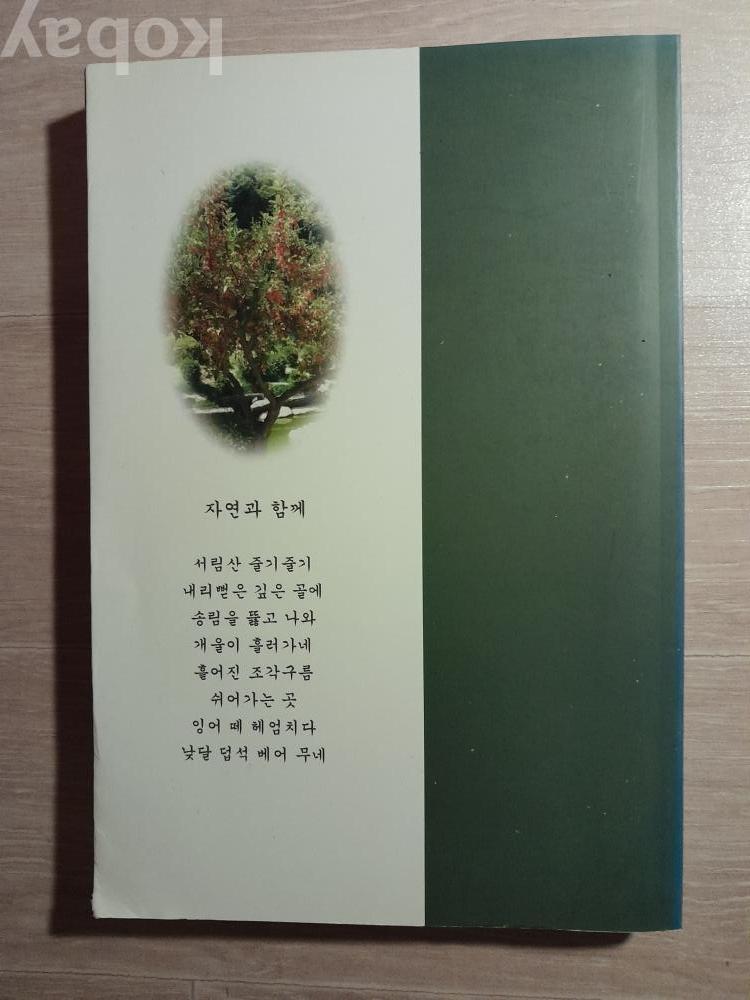 kobay
자연과 함께
서림산 줄기줄기
내리뻗은 깊은 골에
송림을 뚫고 나와
개울이 흘러가네
흩어진 조각구름
쉬어가는 곳
잉어 떼 헤엄치다
낮달 덥석 베어 무네